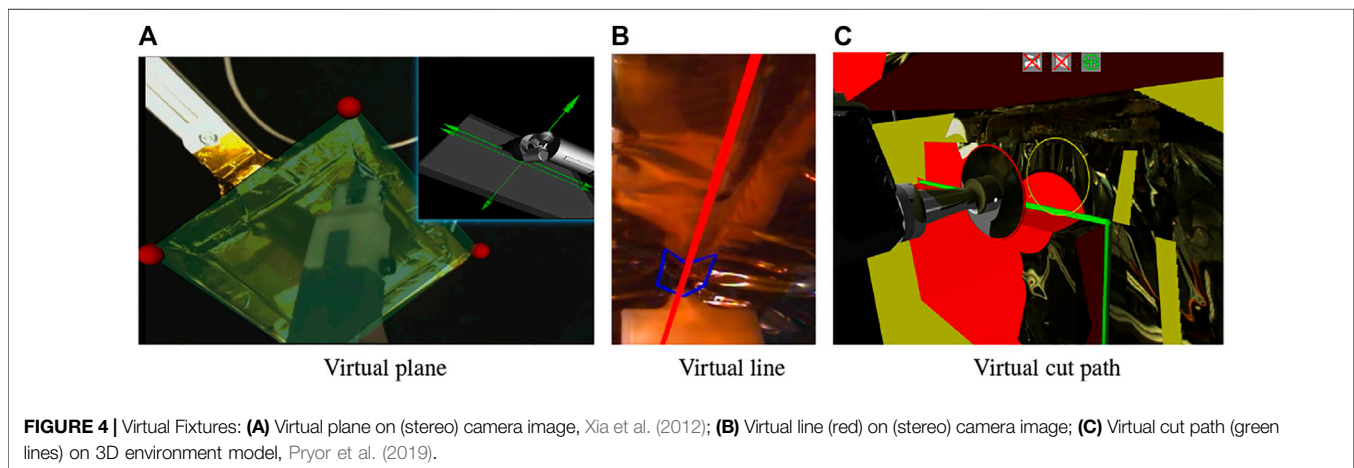 A
B
C
Virtual plane
Virtual line
Virtual cut path
FIGURE 4 | Virtual Fixtures: (A) Virtual plane on (stereo) camera image, Xia et al. (2012); (B) Virtual line (red) on (stereo) camera image; (C) Virtual cut path (green
lines) on 3D environment model, Pryor et al. (2019).